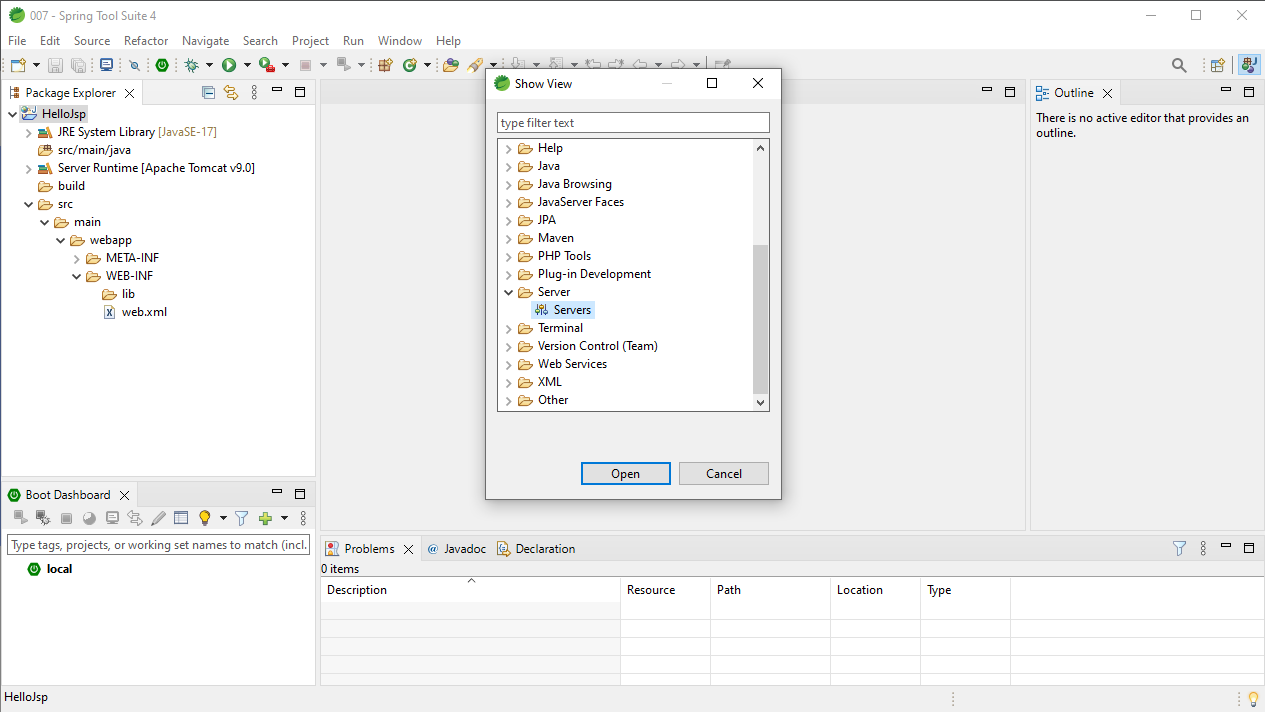 007 - Spring Tool Suite 4
File Edit Source Refactor Navigate Search Project Run Window Help
Package Explorer
HelloJsp
JRE System Library [JavaSE-17]
src/main/java
Server Runtime [Apache Tomcat v9.0]
build
src
main
webapp
META-INF
WEB-INF
lib
web.xml
Boot Dashboard
Type tags, projects, or working set names to match (incl.
local
Show View
type filter text
Help
Java
Java Browsing
JavaServer Faces
JPA
Maven
PHP Tools
Plug-in Development
Server
Servers
Terminal
Version Control (Team)
Web Services
XML
Other
Open Cancel
Outline
There is no active editor that provides an
outline.
Problems @ Javadoc Declaration
0 items
Description Resource Path Location Type
HelloJsp